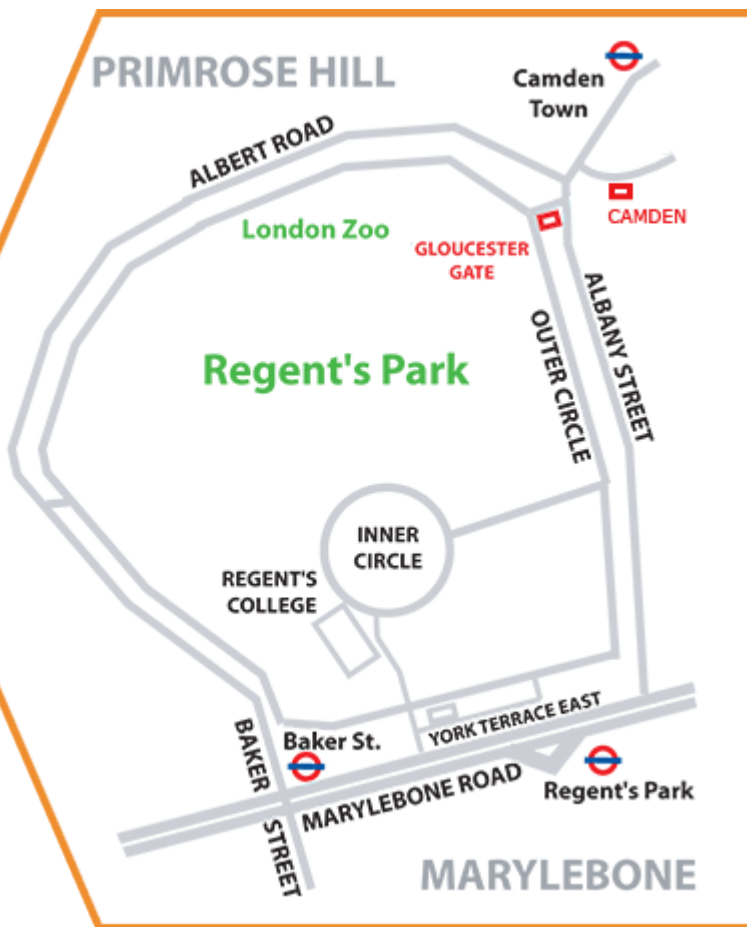 PRIMROSE HILL
Camden
Town
ALBERT ROAD
CAMDEN
London Zoo
GLOUCESTER
GATE
ALBANY STREET
OUTER CIRCLE
Regent's Park
INNER
CIRCLE
REGENT'S
COLLEGE
YORK TERRACE EAST
BAKER STREET
Baker St.
MARYLEBONE ROAD
Regent's Park
MARYLEBONE